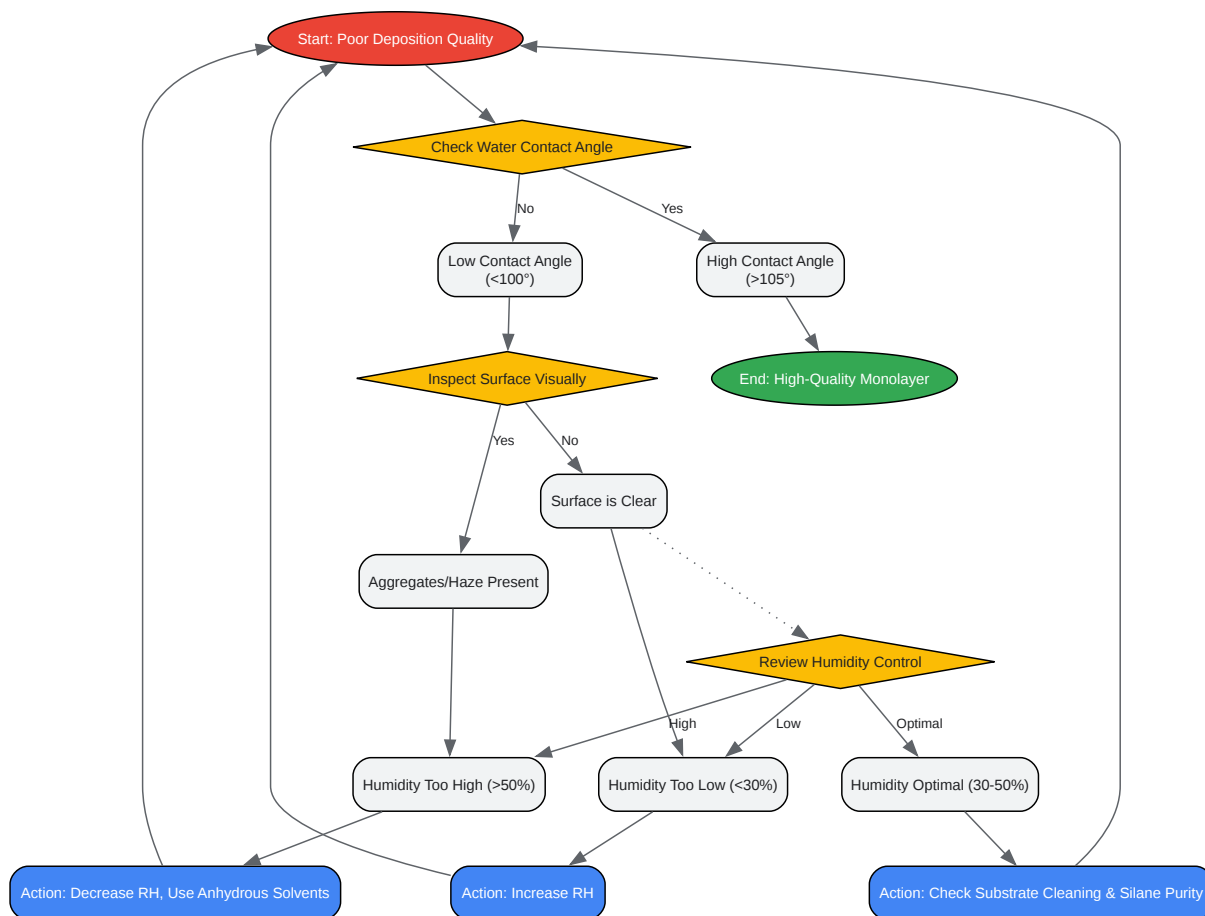 Start: Poor Deposition Quality
Check Water Contact Angle
No
Yes
Low Contact Angle
(<100°)
High Contact Angle
(>105°)
Inspect Surface Visually
End: High-Quality Monolayer
Yes
No
Surface is Clear
Aggregates/Haze Present
Review Humidity Control
High
Low
Optimal
Humidity Too High (>50%)
Humidity Too Low (<30%)
Humidity Optimal (30-50%)
Action: Decrease RH, Use Anhydrous Solvents
Action: Increase RH
Action: Check Substrate Cleaning & Silane Purity